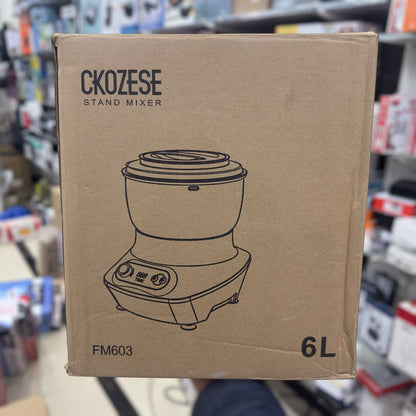 CKOZESE
STAND MIXER
FM603
6L